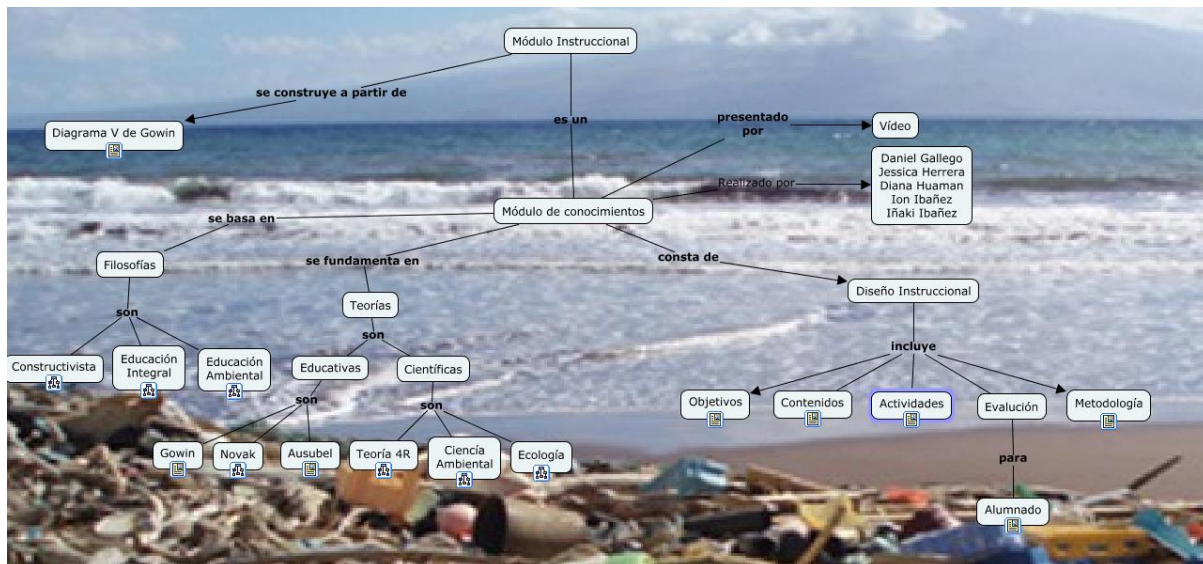 Módulo Instruccional
se construye a partir de
Diagrama V de Gowin
es un
presentado
por
Vídeo
Daniel Gallego
Jessica Herrera
Diana Huaman
Ion Ibañez
Iñaki Ibañez
Realizado por
Módulo de conocimientos
se basa en
Filosofías
se fundamenta en
consta de
Diseño Instruccional
Teorías
son
son
incluye
Constructivista
Educación
Integral
Educación
Ambiental
Educativas
Científicas
son
son
Objetivos
Contenidos
Actividades
Evalución
Metodología
Gowin
Novak
Ausubel
Teoría 4R
Ciencía
Ambiental
Ecología
para
Alumnado